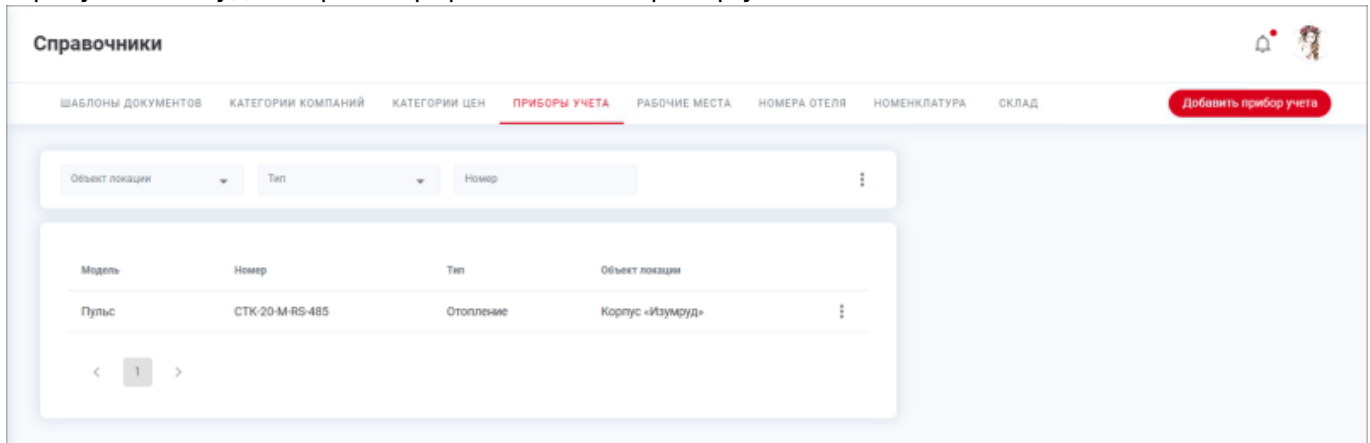 Справочники
ШАБЛОНЫ ДОКУМЕНТОВ КАТЕГОРИИ КОМПАНИЙ КАТЕГОРИИ ЦЕН ПРИБОРЫ УЧЕТА РАБОЧИЕ МЕСТА НОМЕРА ОТЕЛЯ НОМЕНКЛАТУРА СКЛАД Добавить прибор учета
Объект локации Тип Номер
Модель Номер Тип Объект локации
Пульс СТК-20-M-RS-485 Отопление Корпус «Изумруд»
< 1 >